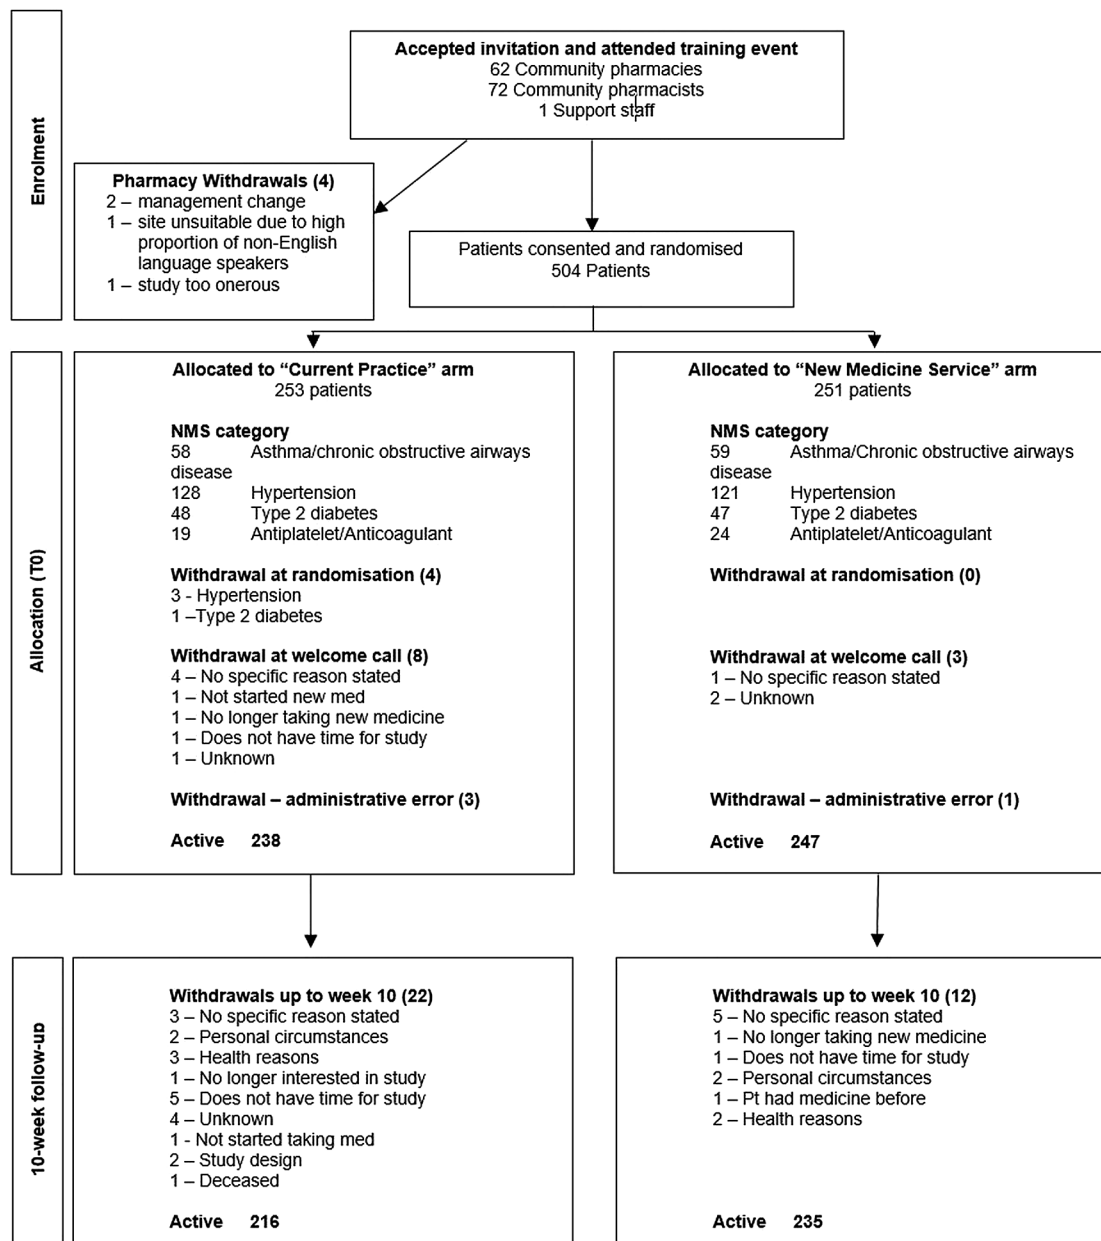 Enrolment
Accepted invitation and attended training event
62 Community pharmacies
72 Community pharmacists
1 Support staff
Pharmacy Withdrawals (4)
2 – management change
1 – site unsuitable due to high
proportion of non-English
language speakers
1 – study too onerous
Patients consented and randomised
504 Patients
Allocation (T0)
Allocated to “Current Practice” arm
253 patients
NMS category
58 Asthma/chronic obstructive airways
disease
128 Hypertension
48 Type 2 diabetes
19 Antiplatelet/Anticoagulant
Withdrawal at randomisation (4)
3 - Hypertension
1 –Type 2 diabetes
Withdrawal at welcome call (8)
4 – No specific reason stated
1 – Not started new med
1 – No longer taking new medicine
1 – Does not have time for study
1 – Unknown
Withdrawal – administrative error (3)
Active 238
Allocated to “New Medicine Service” arm
251 patients
NMS category
59 Asthma/Chronic obstructive airways
disease
121 Hypertension
47 Type 2 diabetes
24 Antiplatelet/Anticoagulant
Withdrawal at randomisation (0)
Withdrawal at welcome call (3)
1 – No specific reason stated
2 – Unknown
Withdrawal – administrative error (1)
Active 247
10-week follow-up
Withdrawals up to week 10 (22)
3 – No specific reason stated
2 – Personal circumstances
3 – Health reasons
1 – No longer interested in study
5 – Does not have time for study
4 – Unknown
1 - Not started taking med
2 – Study design
1 – Deceased
Active 216
Withdrawals up to week 10 (12)
5 – No specific reason stated
1 – No longer taking new medicine
1 – Does not have time for study
2 – Personal circumstances
1 – Pt had medicine before
2 – Health reasons
Active 235